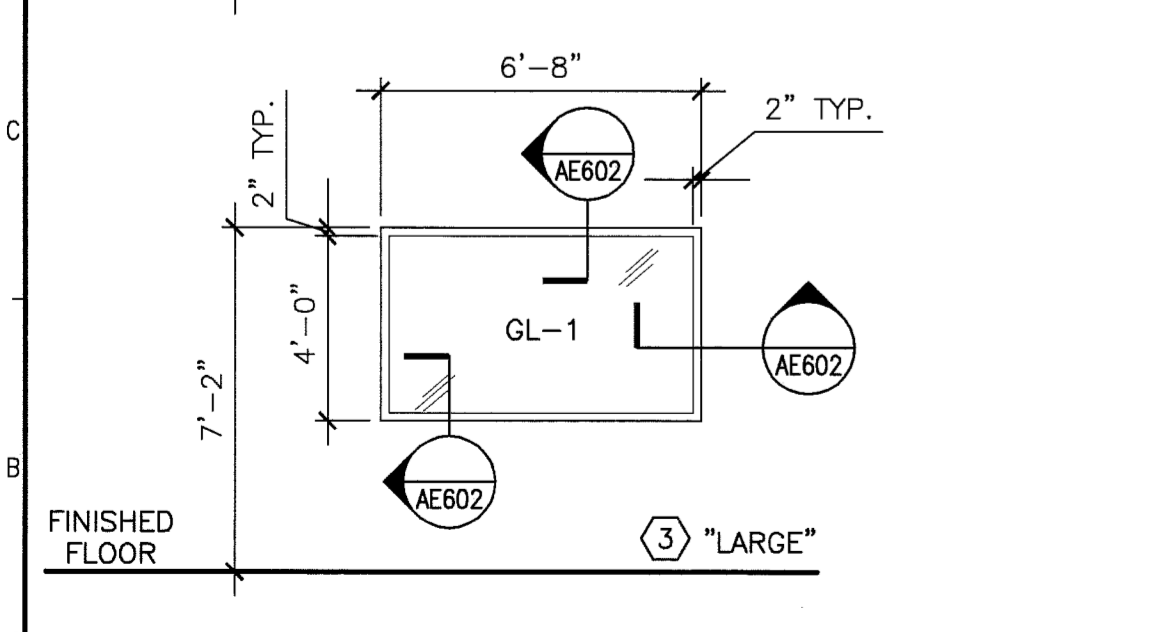 6'-8"
C
2" TYP.
2" TYP.
AE602
4'-0"
GL-1
AE602
7'-2"
B
AE602
FINISHED
FLOOR
3 "LARGE"